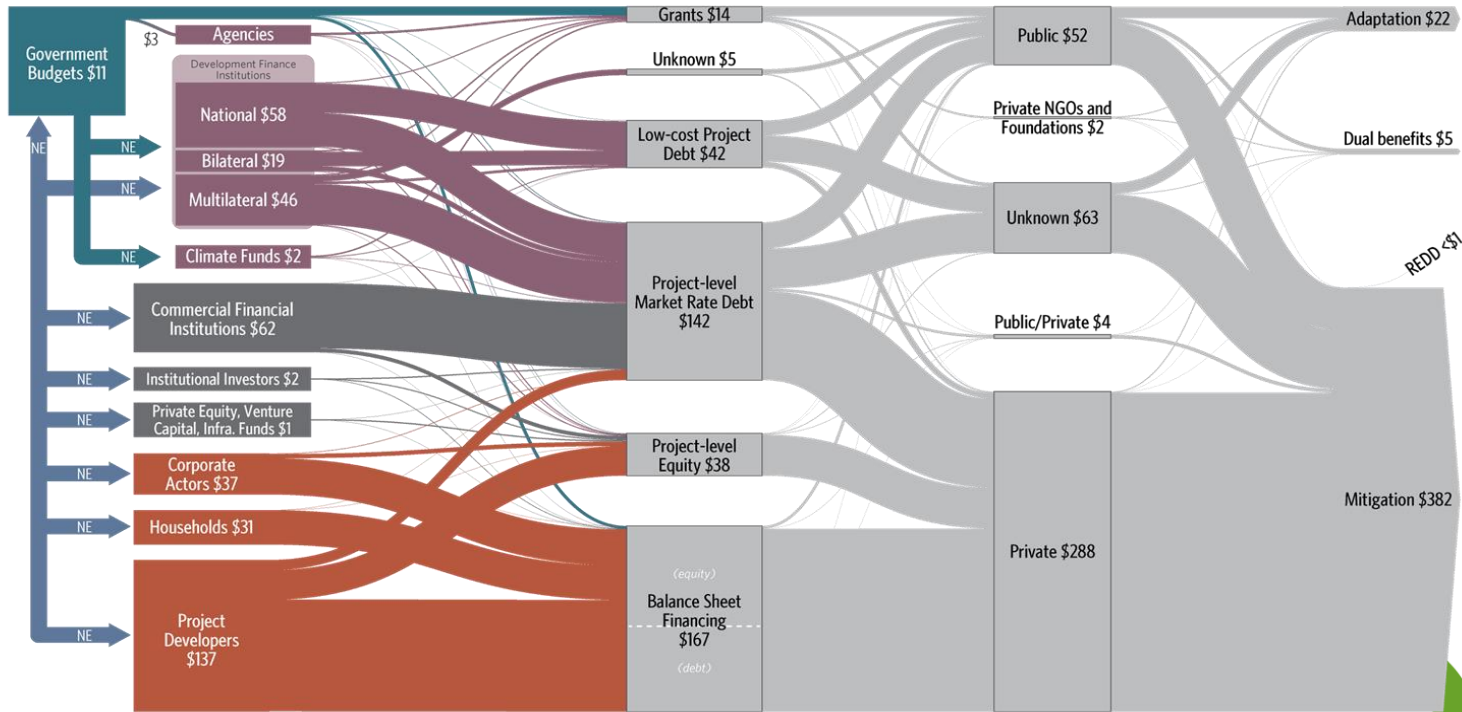 Government
Budgets $11
$3
Agencies
Development Finance
Institutions
National $58
Bilateral $19
Multilateral $46
Climate Funds $2
Commercial Financial
Institutions $62
Institutional Investors $2
Private Equity, Venture
Capital, Infra. Funds $1
Corporate
Actors $37
Households $31
Project
Developers
$137
NE
NE
NE
NE
NE
NE
NE
NE
NE
NE
Grants $14
Unknown $5
Low-cost Project
Debt $42
Project-level
Market Rate Debt
$142
Project-level
Equity $38
(equity)
Balance Sheet
Financing
$167
(debt)
Public $52
Private NGOs and
Foundations $2
Unknown $63
Public/Private $4
Private $288
Adaptation $22
Dual benefits $5
REDD <$1
Mitigation $382